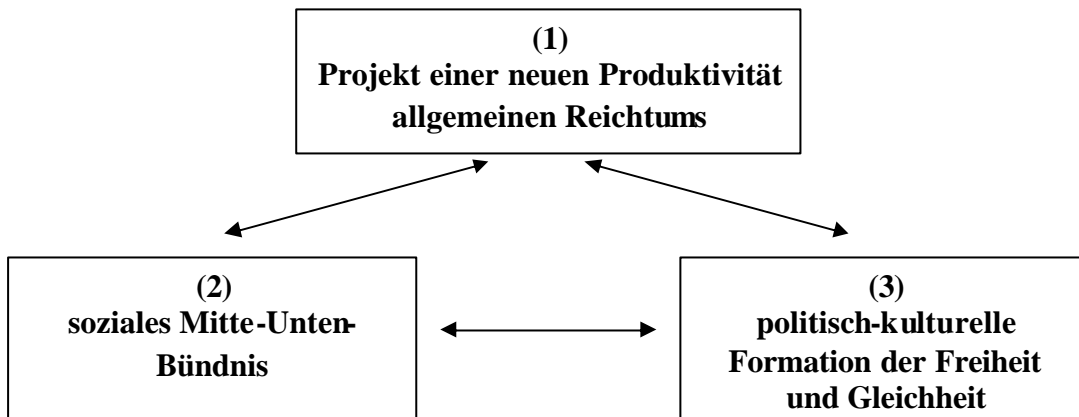 (1)
Projekt einer neuen Produktivität
allgemeinen Reichtums
(2)
soziales Mitte-Unten-
Bündnis
(3)
politisch-kulturelle
Formation der Freiheit
und Gleichheit